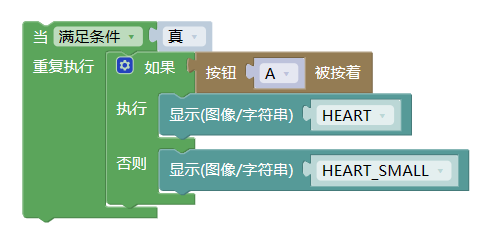 当 满足条件 真
重复执行 如果 按钮 A 被按着
执行 显示(图像/字符串) HEART
否则 显示(图像/字符串) HEART_SMALL